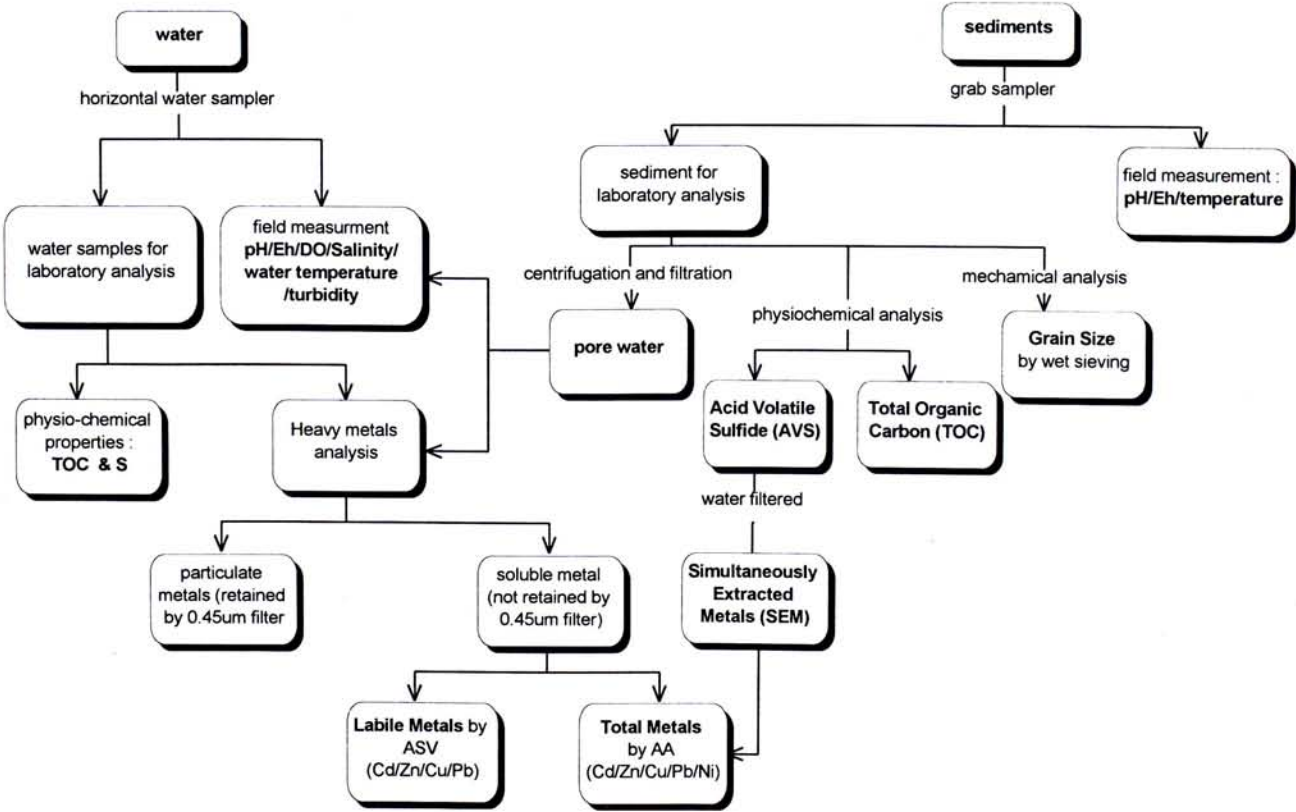 water
sediments
horizontal water sampler
grab sampler
sediment for
laboratory analysis
field measurement :
pH/Eh/temperature
water samples for
laboratory analysis
field measurment
pH/Eh/DO/Salinity/
water temperature
/turbidity
centrifugation and filtration
mechamical analysis
physiochemical analysis
pore water
Grain Size
by wet sieving
physio-chemical
properties :
TOC & S
Heavy metals
analysis
Acid Volatile
Sulfide (AVS)
Total Organic
Carbon (TOC)
water filtered
particulate
metals (retained
by 0.45um filter
soluble metal
(not retained by
0.45um filter)
Simultaneously
Extracted
Metals (SEM)
Labile Metals by
ASV
(Cd/Zn/Cu/Pb)
Total Metals
by AA
(Cd/Zn/Cu/Pb/Ni)